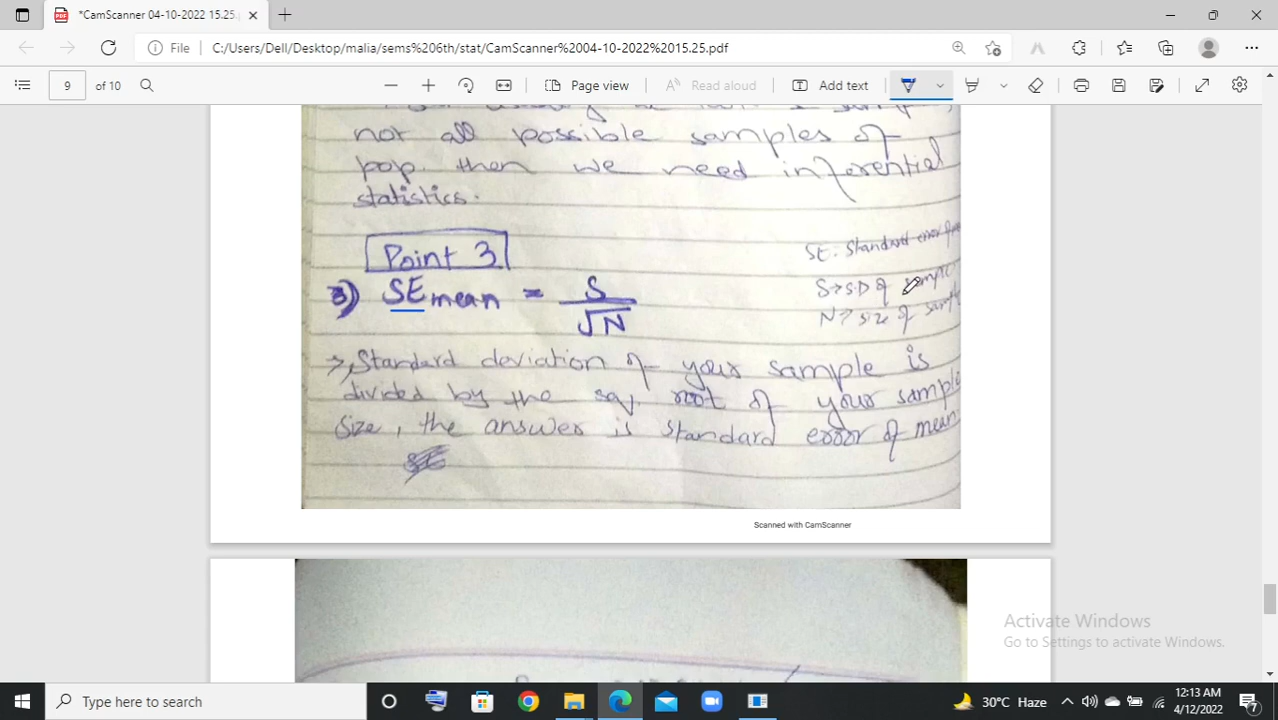 *CamScanner 04-10-2022 15.25.
File C:/Users/Dell/Desktop/malia/sems%206th/stat/CamScanner%2004-10-2022%2015.25.pdf
9 of 10 Page view Read aloud Add text
not all possible samples of
pop. then we need inferential
statistics.
Point 3
SE: Standard error
3) SE mean = S / √N
S → S.D of sample
N → size of sample
→ Standard deviation of your sample is
divided by the sq root of your sample
size, the answer is standard error of mean.
Scanned with CamScanner
Activate Windows
Go to Settings to activate Windows.
Type here to search
30°C Haze
12:13 AM
4/12/2022
7